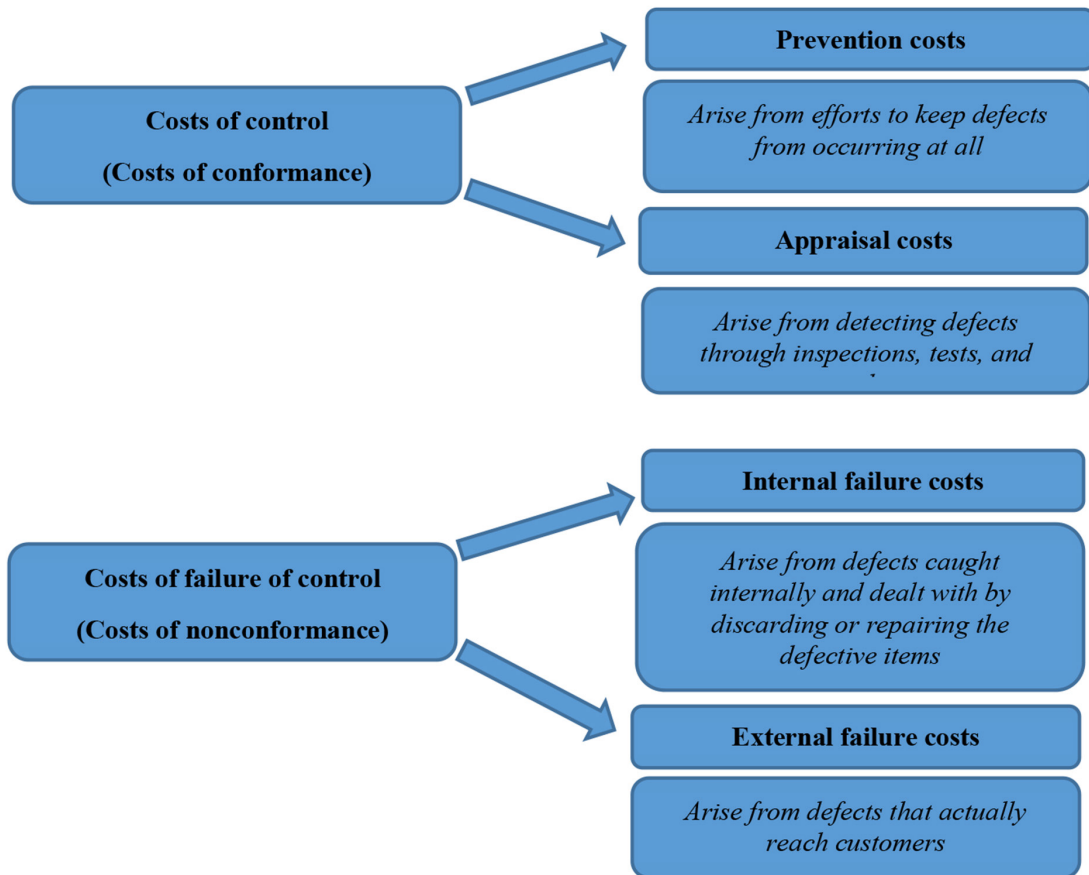 Prevention costs
Arise from efforts to keep defects
from occurring at all
Costs of control
(Costs of conformance)
Appraisal costs
Arise from detecting defects
through inspections, tests, and
Internal failure costs
Arise from defects caught
internally and dealt with by
discarding or repairing the
defective items
Costs of failure of control
(Costs of nonconformance)
External failure costs
Arise from defects that actually
reach customers